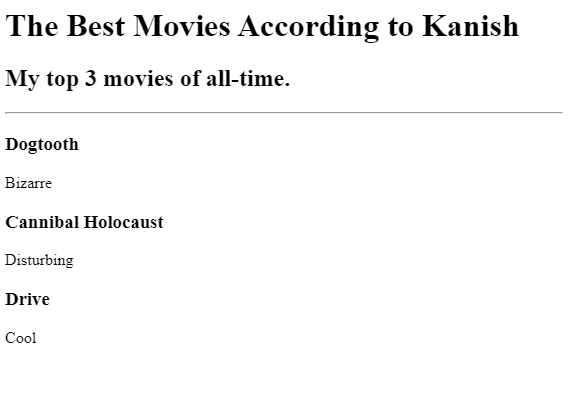 The Best Movies According to Kanish
My top 3 movies of all-time.
Dogtooth
Bizarre
Cannibal Holocaust
Disturbing
Drive
Cool